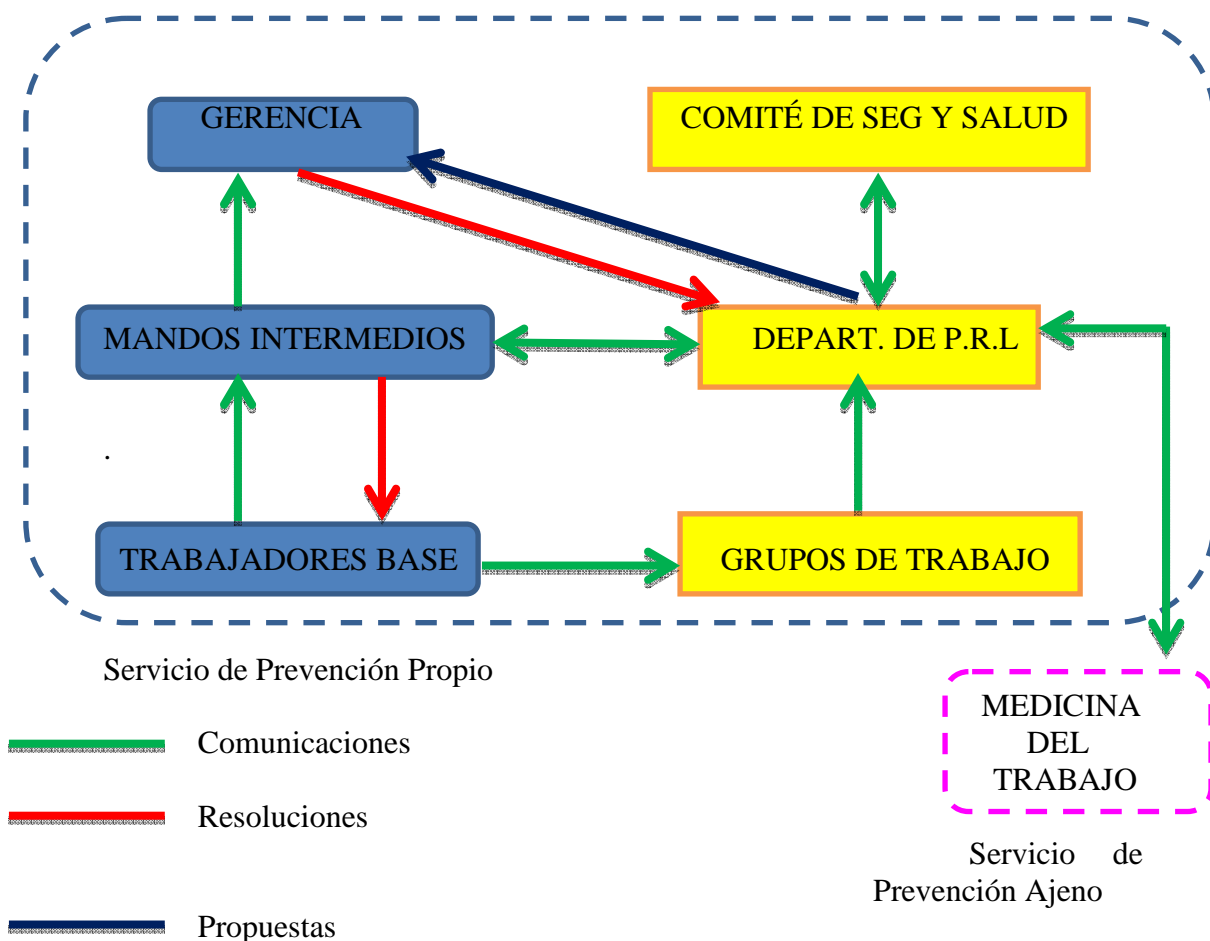 GERENCIA
COMITÉ DE SEG Y SALUD
MANDOS INTERMEDIOS
DEPART. DE P.R.L
.
TRABAJADORES BASE
GRUPOS DE TRABAJO
Servicio de Prevención Propio
MEDICINA
DEL
TRABAJO
Comunicaciones
Resoluciones
Servicio de
Prevención Ajeno
Propuestas